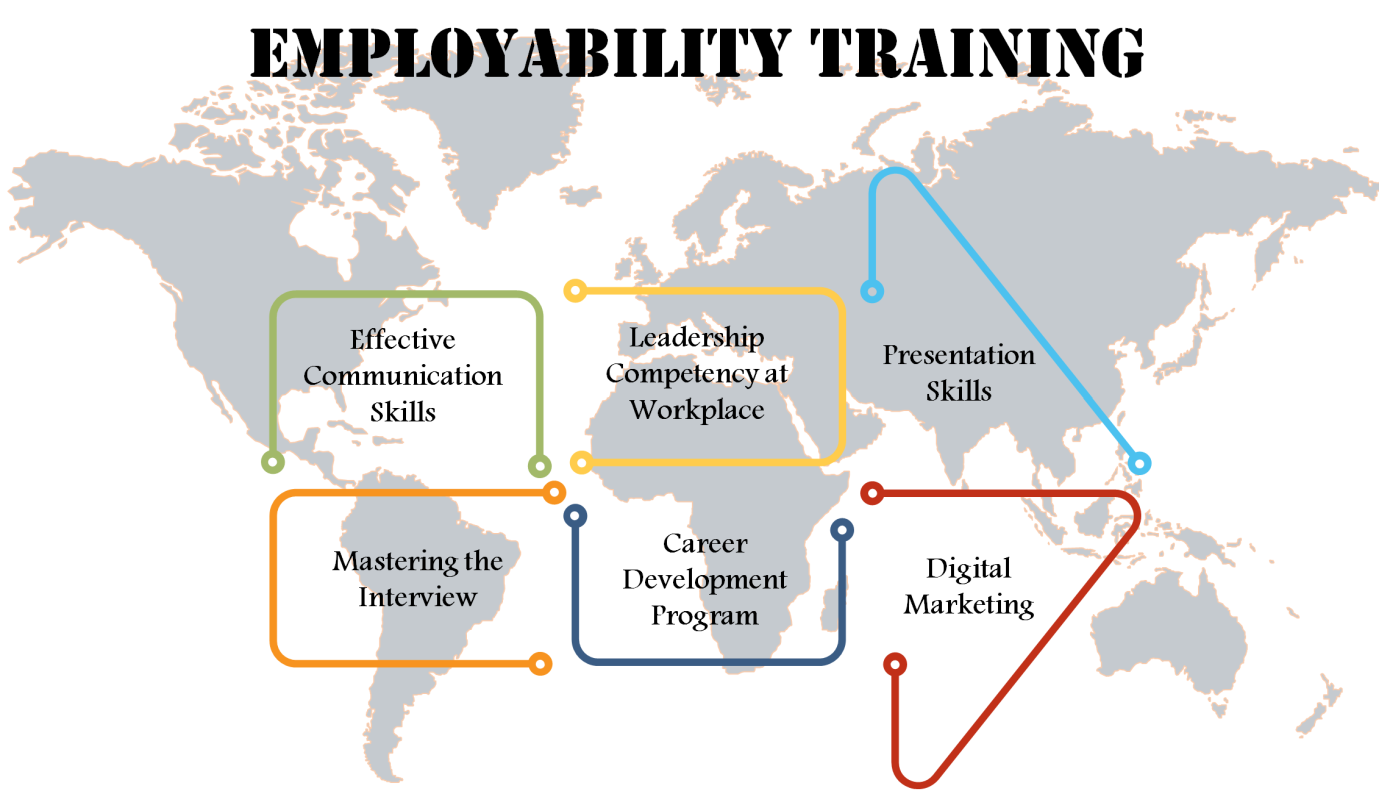 EMPLOYABILITY TRAINING
Effective
Communication
Skills
Leadership
Competency at
Workplace
Presentation
Skills
Mastering the
Interview
Career
Development
Program
Digital
Marketing